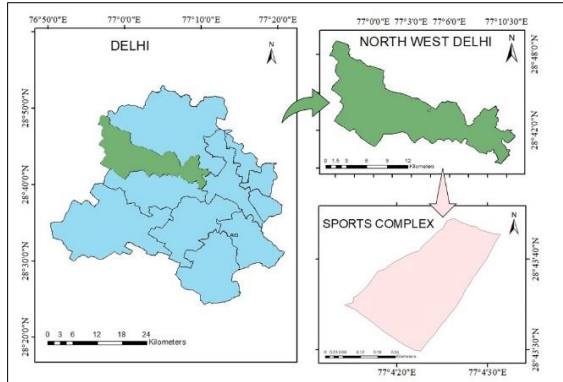 76°50'0"E 77°0'0"E 77°10'0"E 77°20'0"E
DELHI
N
28°50'0"N
28°40'0"N
28°30'0"N
28°20'0"N
0 3 6 12 18 24
Kilometers
77°0'0"E 77°3'0"E 77°6'0"E 77°10'30"E
NORTH WEST DELHI
N
28°48'0"N
28°42'0"N
0 1.5 3 6 9 12
Kilometers
SPORTS COMPLEX
N
28°43'40"N
28°43'30"N
Kilometers
77°4'20"E 77°4'30"E